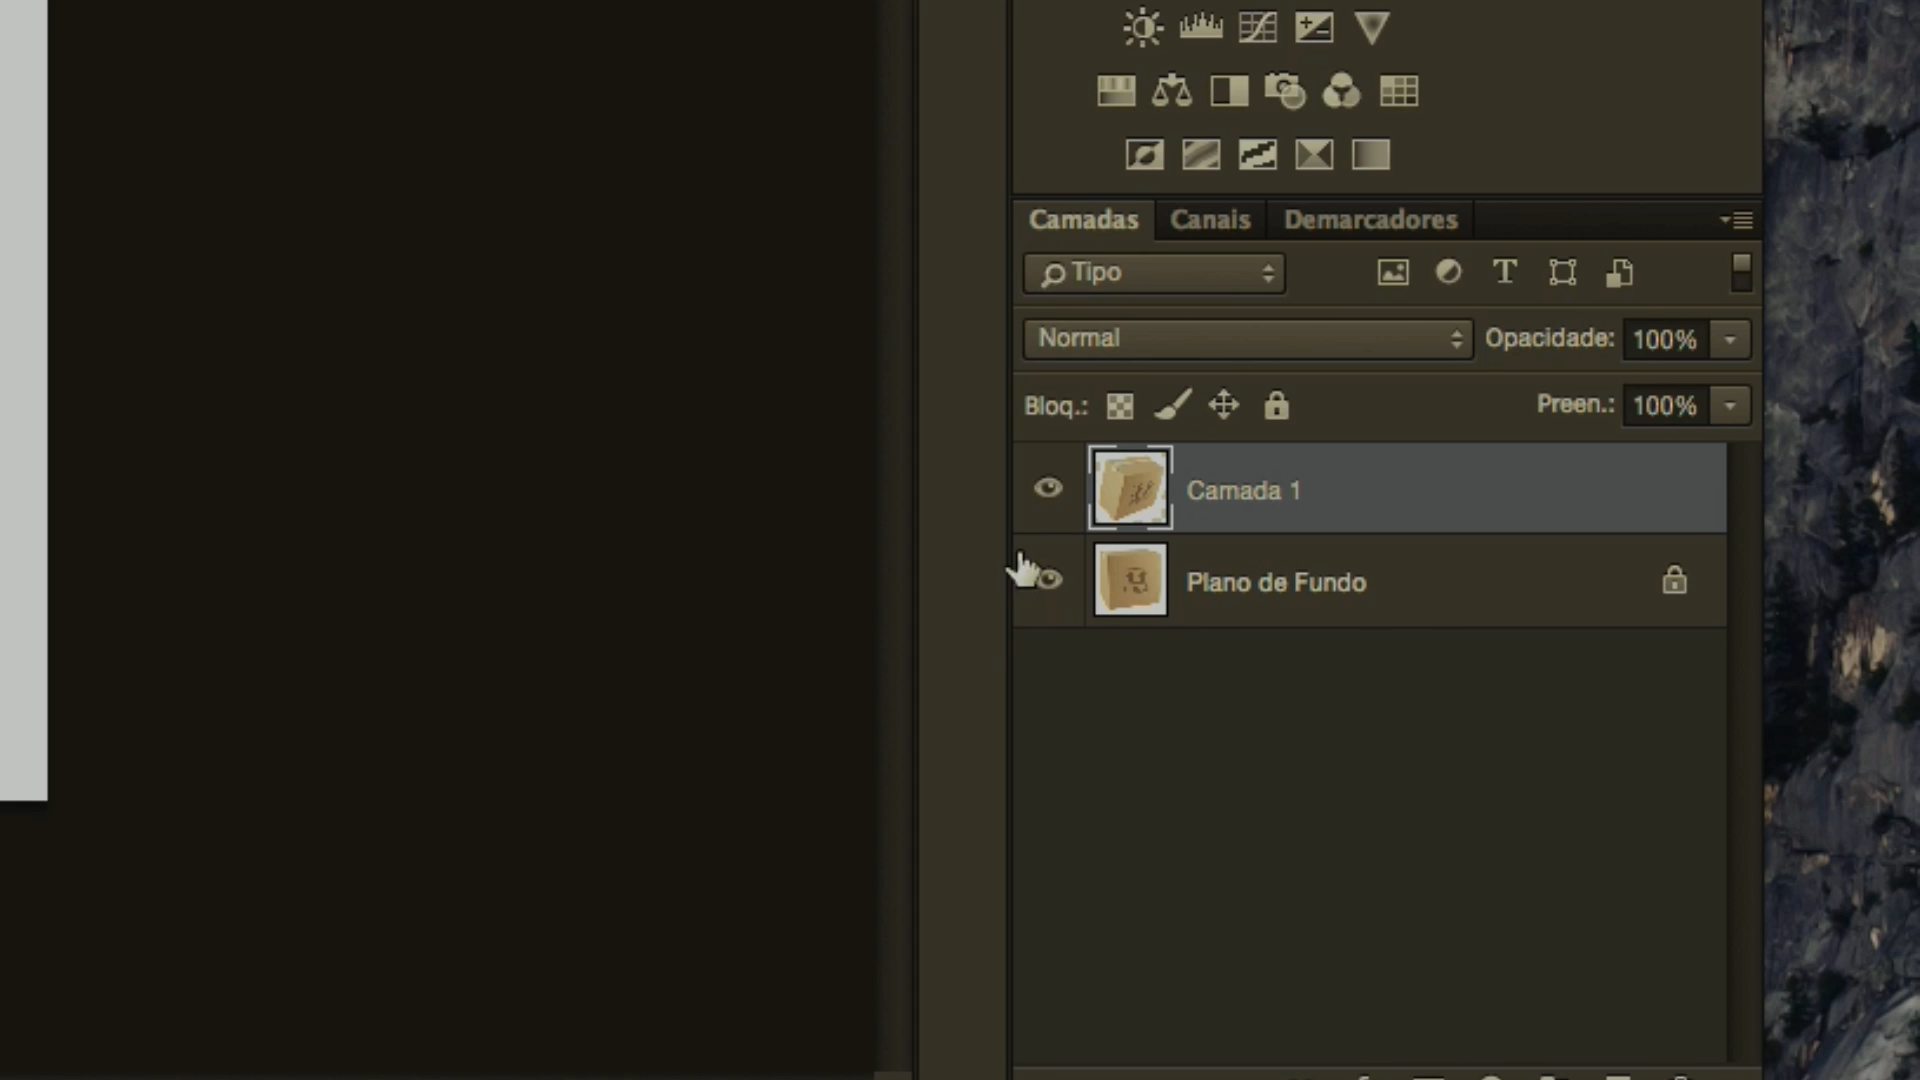 Camadas Canais Demarcadores
Tipo
Normal Opacidade: 100%
Bloq.: Preen.: 100%
Camada 1
Plano de Fundo